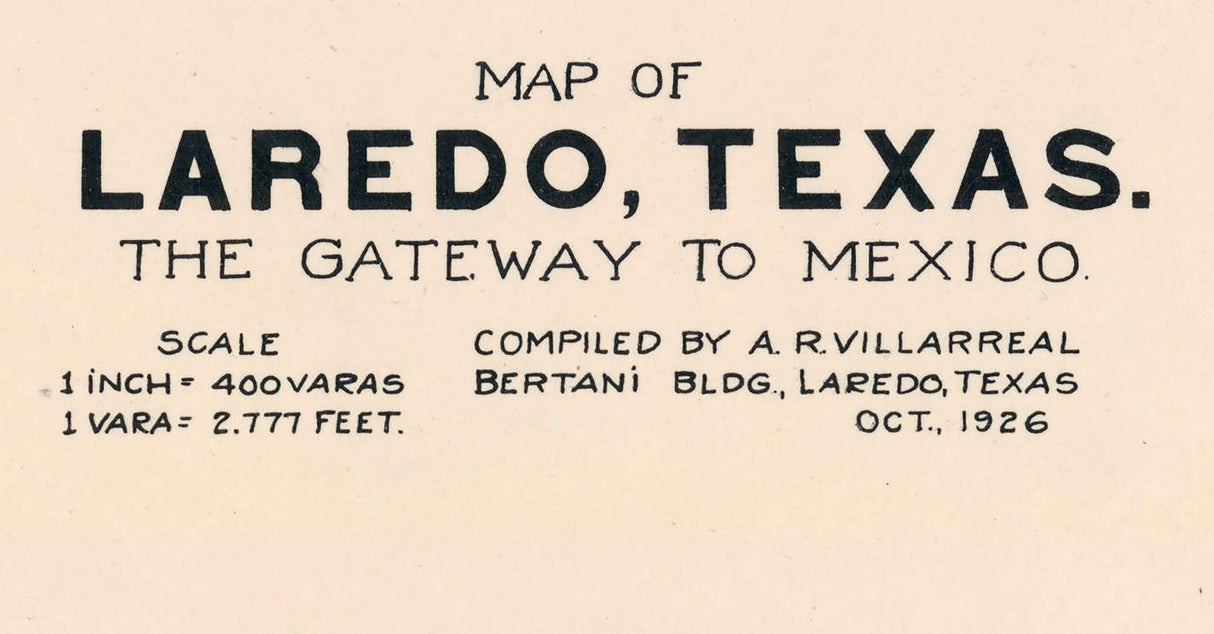 MAP OF
LAREDO, TEXAS.
THE GATEWAY TO MEXICO.
SCALE
1 INCH = 400 VARAS
1 VARA = 2.777 FEET.
COMPILED BY A. R. VILLARREAL
BERTANI BLDG., LAREDO, TEXAS
OCT., 1926